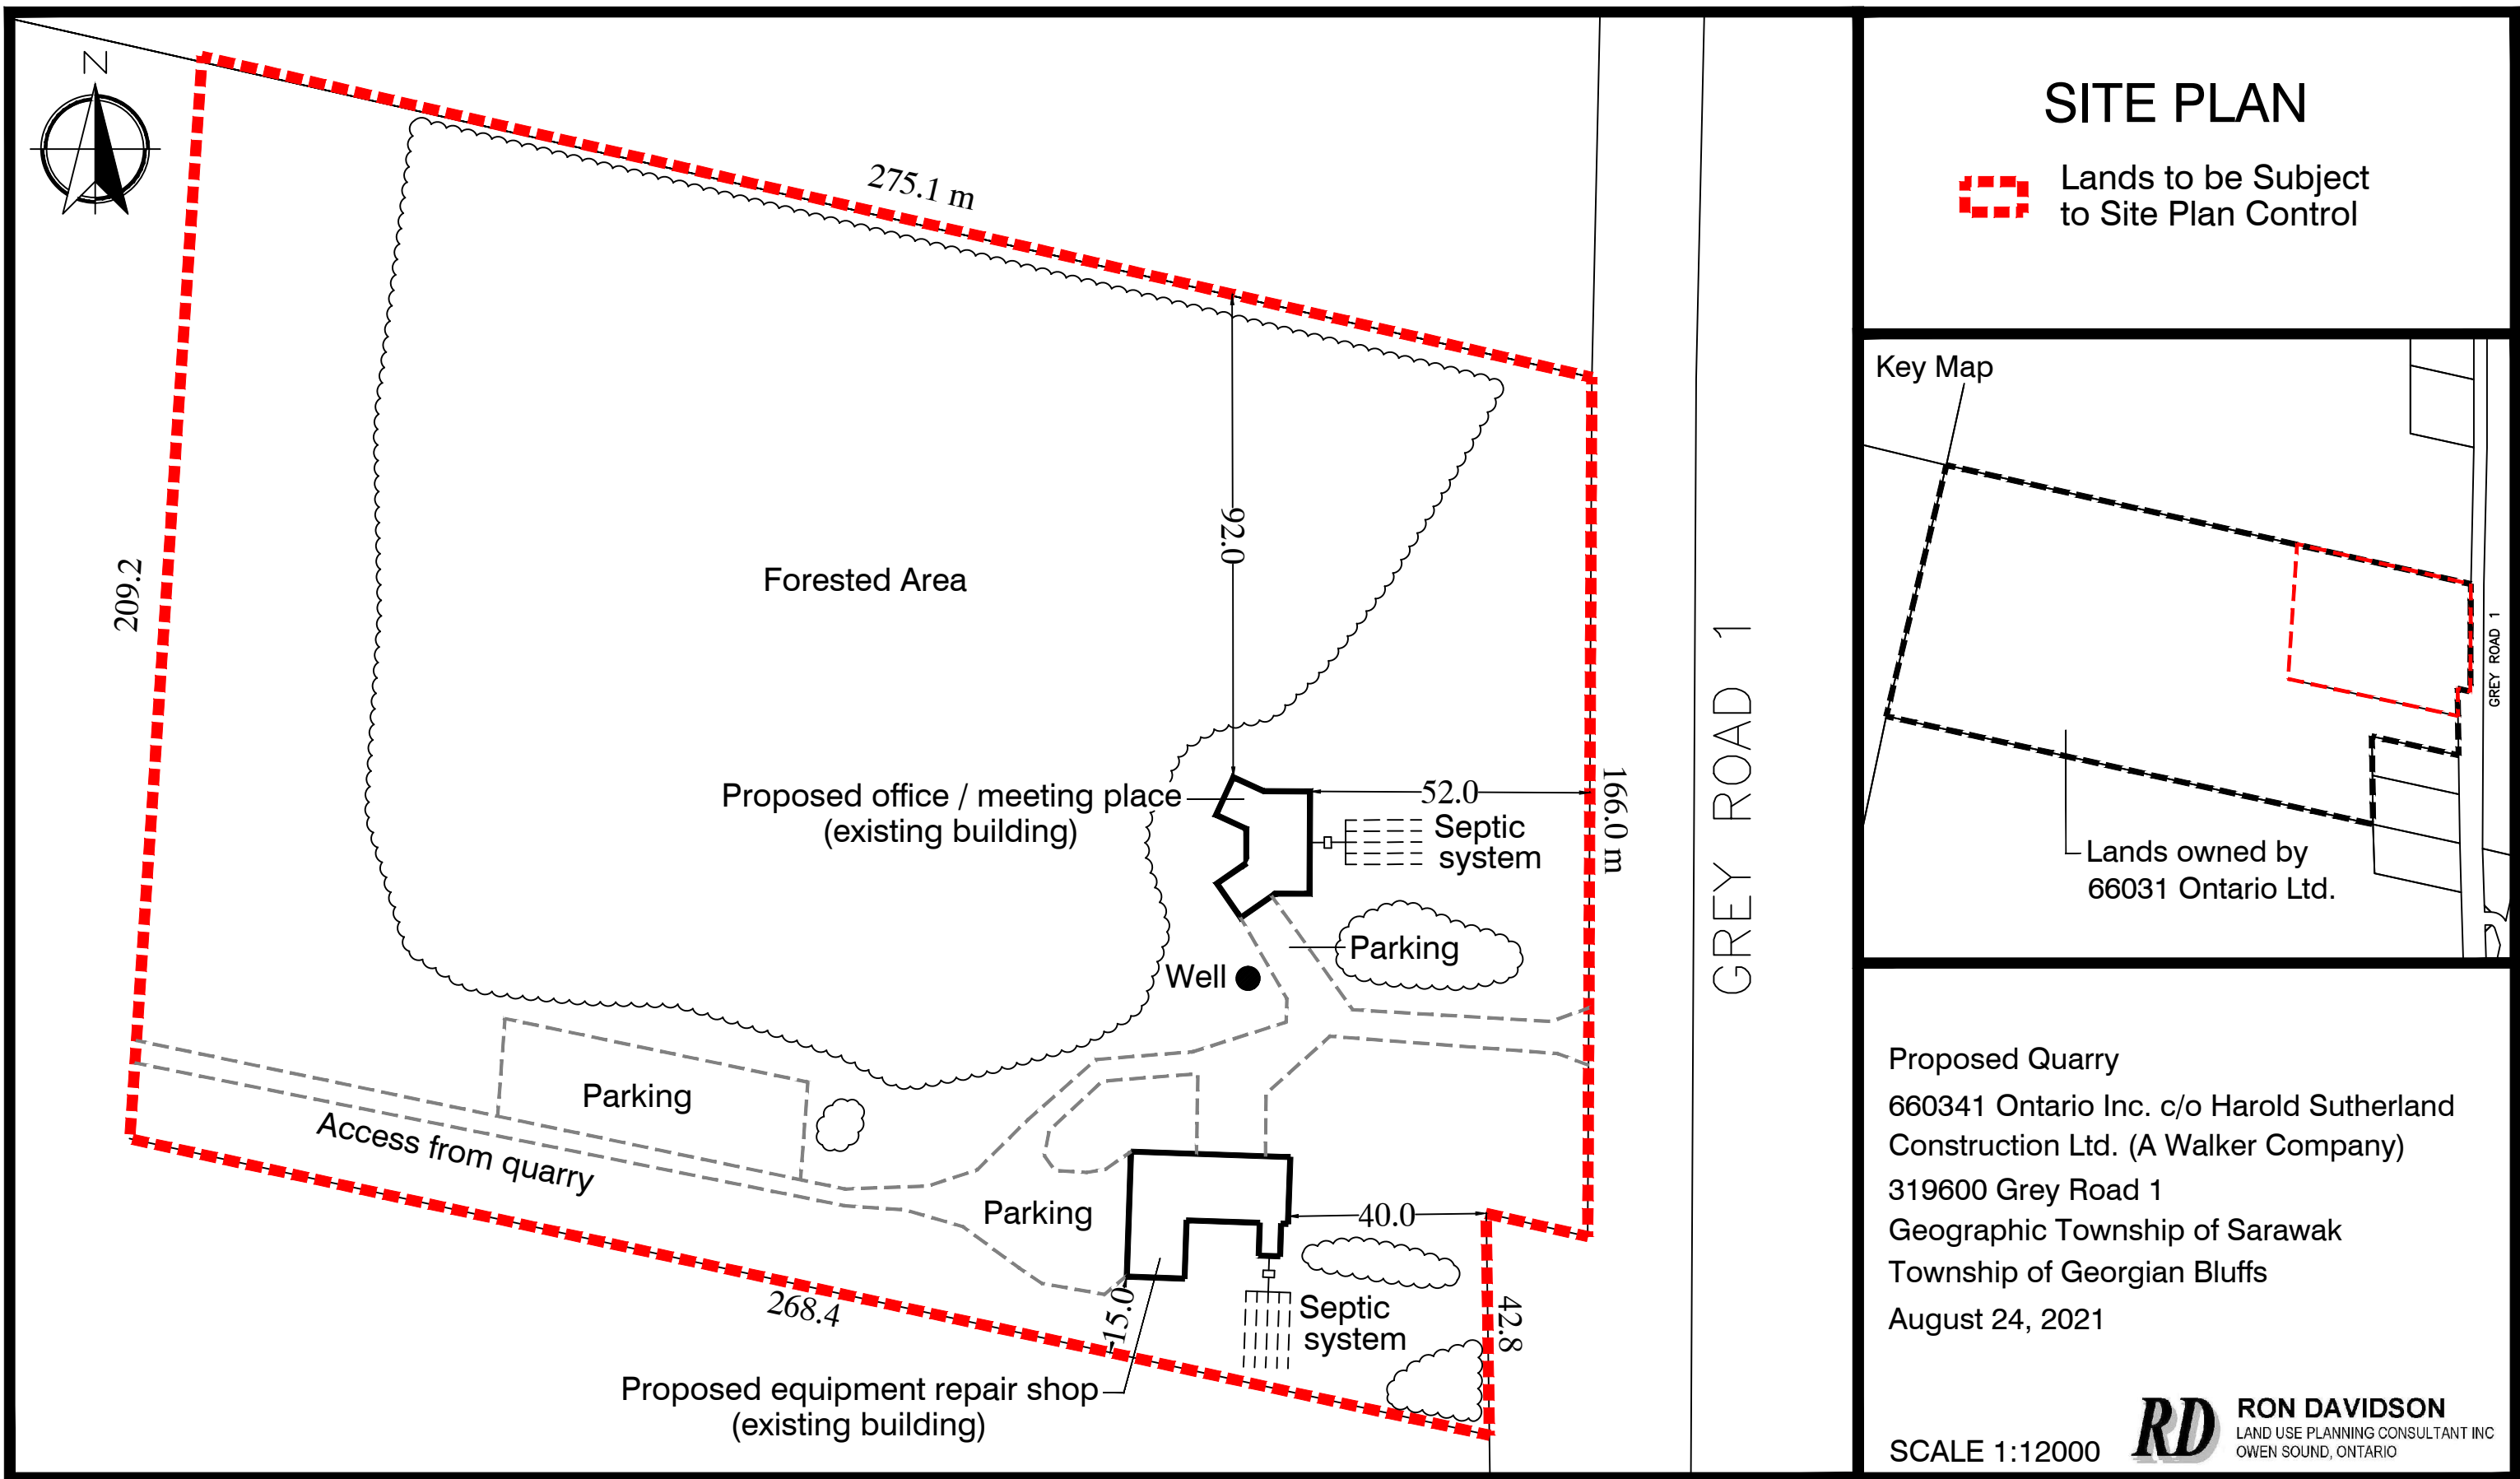 N
275.1 m
209.2
Forested Area
92.0
Proposed office / meeting place
(existing building)
52.0
166.0 m
Septic
system
GREY ROAD 1
Parking
Well
Parking
Access from quarry
Parking
40.0
268.4
15.0
Septic
system
42.8
Proposed equipment repair shop
(existing building)
SITE PLAN
Lands to be Subject
to Site Plan Control
Key Map
GREY ROAD 1
Lands owned by
66031 Ontario Ltd.
Proposed Quarry
660341 Ontario Inc. c/o Harold Sutherland
Construction Ltd. (A Walker Company)
319600 Grey Road 1
Geographic Township of Sarawak
Township of Georgian Bluffs
August 24, 2021
SCALE 1:12000
RD
RON DAVIDSON
LAND USE PLANNING CONSULTANT INC
OWEN SOUND, ONTARIO